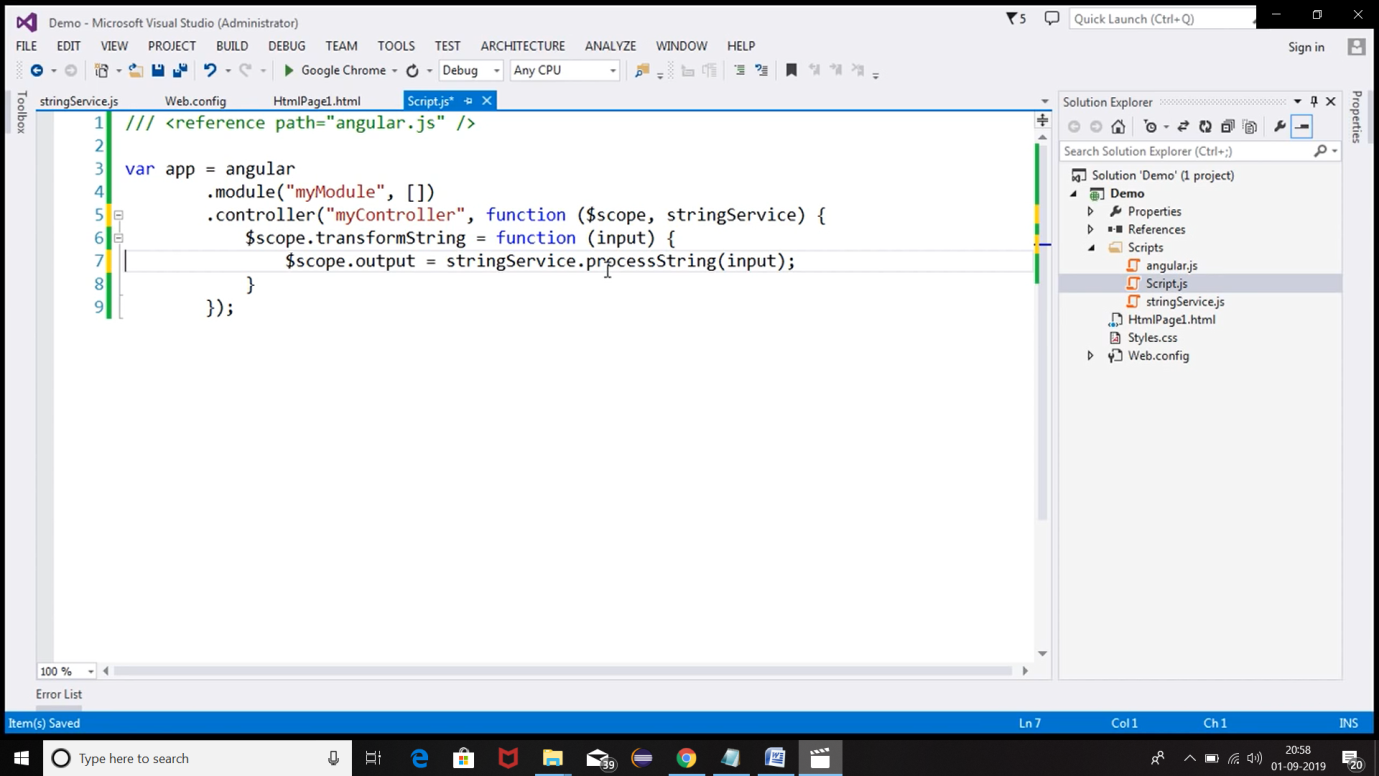 Demo - Microsoft Visual Studio (Administrator)
5
Quick Launch (Ctrl+Q)
FILE EDIT VIEW PROJECT BUILD DEBUG TEAM TOOLS TEST ARCHITECTURE ANALYZE WINDOW HELP
Sign in
Google Chrome
Debug
Any CPU
Toolbox
stringService.js Web.config HtmlPage1.html Script.js*
1 /// <reference path="angular.js" />
2
3 var app = angular
4 .module("myModule", [])
5 .controller("myController", function ($scope, stringService) {
6 $scope.transformString = function (input) {
7 $scope.output = stringService.processString(input);
8 }
9 });
100 %
Solution Explorer
Search Solution Explorer (Ctrl+;)
Solution 'Demo' (1 project)
Demo
Properties
References
Scripts
angular.js
Script.js
stringService.js
HtmlPage1.html
Styles.css
Web.config
Properties
Error List
Item(s) Saved
Ln 7 Col 1 Ch 1 INS
Type here to search
39
20:58
01-09-2019
20